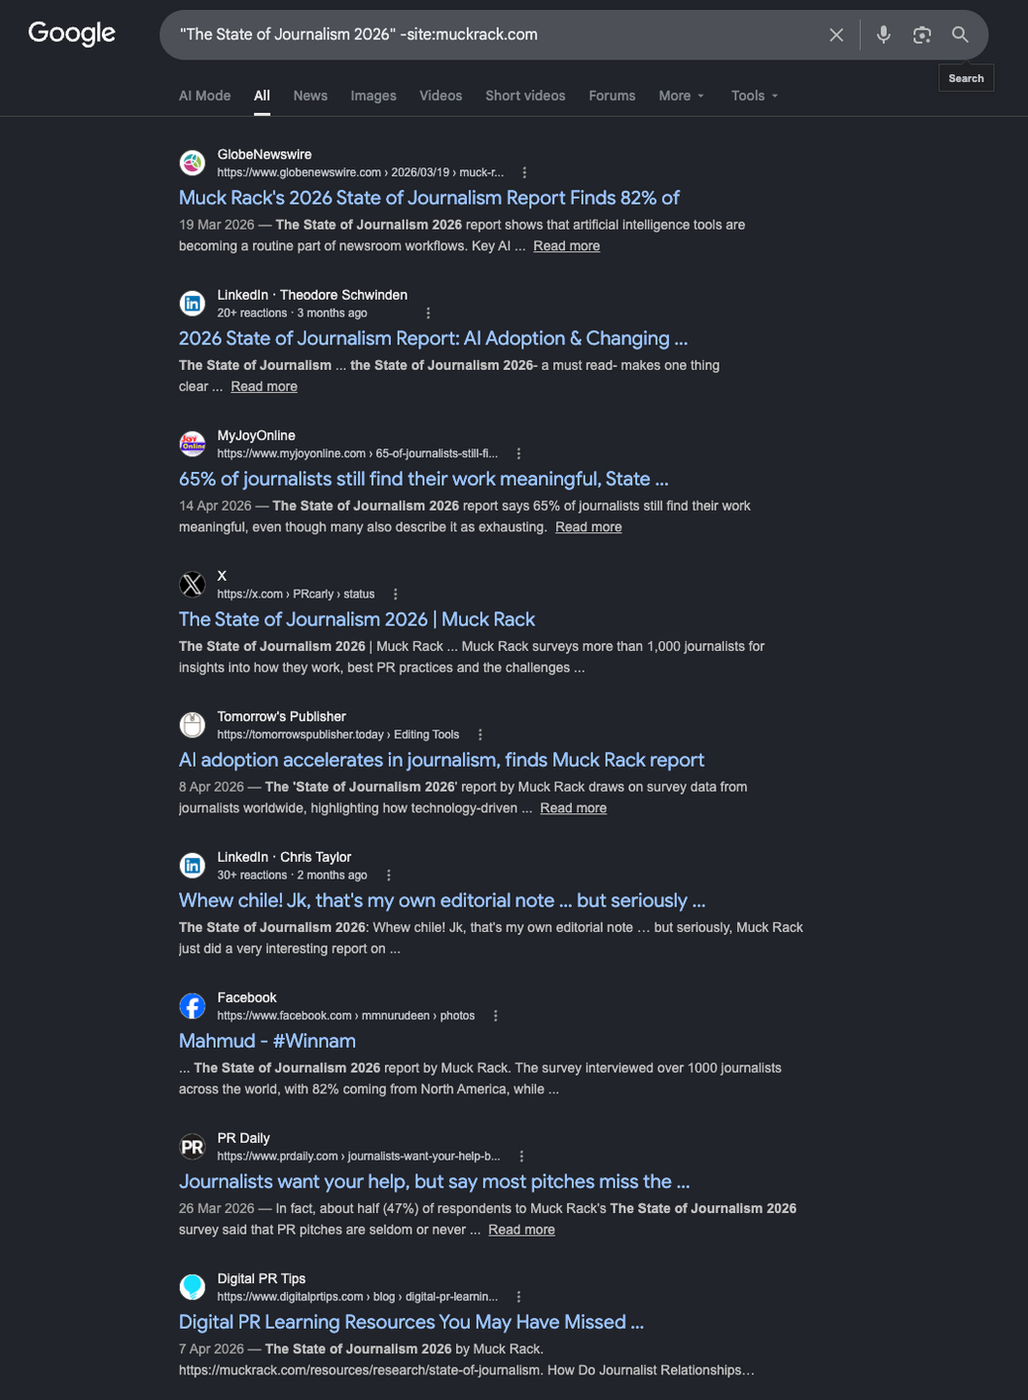 Google
"The State of Journalism 2026" -site:muckrack.com
Search
AI Mode All News Images Videos Short videos Forums More Tools
GlobeNewswire
https://www.globenewswire.com › 2026/03/19 › muck-r...
Muck Rack's 2026 State of Journalism Report Finds 82% of
19 Mar 2026 — The State of Journalism 2026 report shows that artificial intelligence tools are
becoming a routine part of newsroom workflows. Key AI ... Read more
LinkedIn · Theodore Schwinden
20+ reactions · 3 months ago
2026 State of Journalism Report: AI Adoption & Changing ...
The State of Journalism ... the State of Journalism 2026- a must read- makes one thing
clear ... Read more
MyJoyOnline
https://www.myjoyonline.com › 65-of-journalists-still-fi...
65% of journalists still find their work meaningful, State ...
14 Apr 2026 — The State of Journalism 2026 report says 65% of journalists still find their work
meaningful, even though many also describe it as exhausting. Read more
X
https://x.com › PRcarly › status
The State of Journalism 2026 | Muck Rack
The State of Journalism 2026 | Muck Rack ... Muck Rack surveys more than 1,000 journalists for
insights into how they work, best PR practices and the challenges ...
Tomorrow's Publisher
https://tomorrowspublisher.today › Editing Tools
AI adoption accelerates in journalism, finds Muck Rack report
8 Apr 2026 — The 'State of Journalism 2026' report by Muck Rack draws on survey data from
journalists worldwide, highlighting how technology-driven ... Read more
LinkedIn · Chris Taylor
30+ reactions · 2 months ago
Whew chile! Jk, that's my own editorial note ... but seriously ...
The State of Journalism 2026: Whew chile! Jk, that's my own editorial note … but seriously, Muck Rack
just did a very interesting report on ...
Facebook
https://www.facebook.com › mmnurudeen › photos
Mahmud - #Winnam
... The State of Journalism 2026 report by Muck Rack. The survey interviewed over 1000 journalists
across the world, with 82% coming from North America, while ...
PR
PR Daily
https://www.prdaily.com › journalists-want-your-help-b...
Journalists want your help, but say most pitches miss the ...
26 Mar 2026 — In fact, about half (47%) of respondents to Muck Rack's The State of Journalism 2026
survey said that PR pitches are seldom or never ... Read more
Digital PR Tips
https://www.digitalprtips.com › blog › digital-pr-learnin...
Digital PR Learning Resources You May Have Missed ...
7 Apr 2026 — The State of Journalism 2026 by Muck Rack.
https://muckrack.com/resources/research/state-of-journalism. How Do Journalist Relationships...